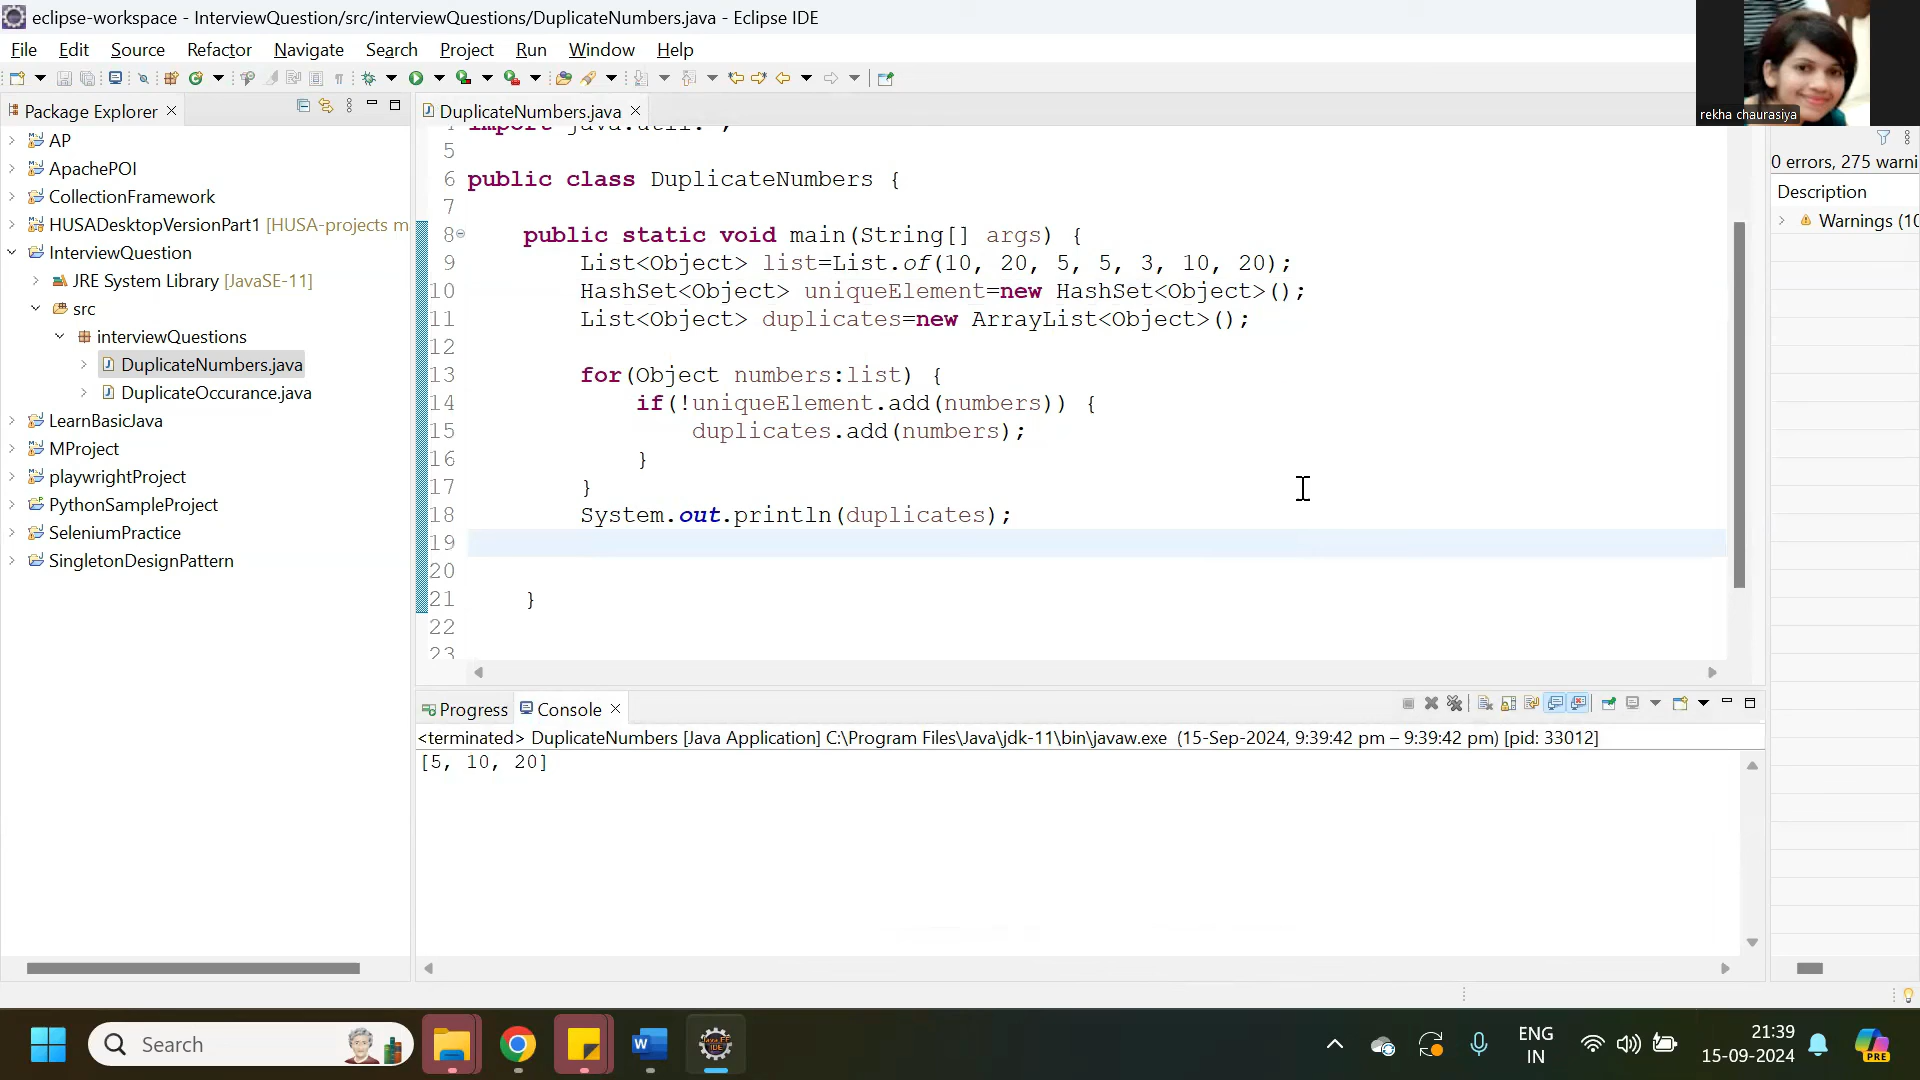 eclipse-workspace - InterviewQuestion/src/interviewQuestions/DuplicateNumbers.java - Eclipse IDE
File Edit Source Refactor Navigate Search Project Run Window Help
rekha chaurasiya
Package Explorer
AP
ApachePOI
CollectionFramework
HUSADesktopVersionPart1 [HUSA-projects m
InterviewQuestion
JRE System Library [JavaSE-11]
src
interviewQuestions
DuplicateNumbers.java
DuplicateOccurance.java
LearnBasicJava
MProject
playwrightProject
PythonSampleProject
SeleniumPractice
SingletonDesignPattern
DuplicateNumbers.java
5
6 public class DuplicateNumbers {
7
8 public static void main(String[] args) {
9 List<Object> list=List.of(10, 20, 5, 5, 3, 10, 20);
10 HashSet<Object> uniqueElement=new HashSet<Object>();
11 List<Object> duplicates=new ArrayList<Object>();
12
13 for(Object numbers:list) {
14 if(!uniqueElement.add(numbers)) {
15 duplicates.add(numbers);
16 }
17 }
18 System.out.println(duplicates);
19
20
21 }
22
23
0 errors, 275 warni
Description
Warnings (10
Progress Console
<terminated> DuplicateNumbers [Java Application] C:\Program Files\Java\jdk-11\bin\javaw.exe (15-Sep-2024, 9:39:42 pm – 9:39:42 pm) [pid: 33012]
[5, 10, 20]
Search
ENG
IN
21:39
15-09-2024
PRE